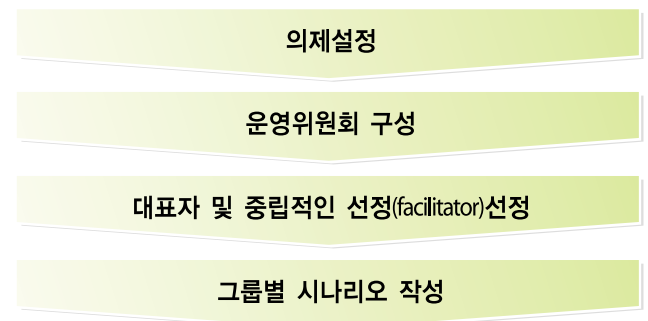 의제설정
운영위원회 구성
대표자 및 중립적인 선정(facilitator)선정
그룹별 시나리오 작성